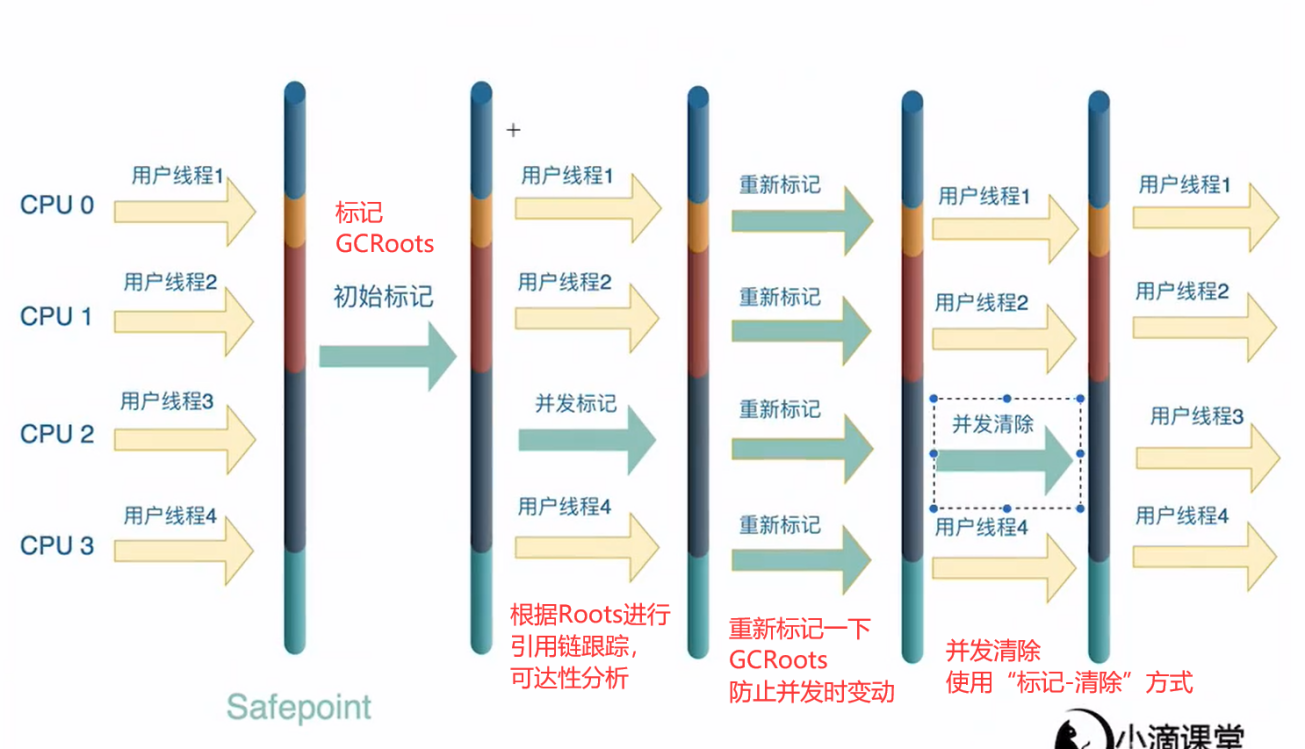 用户线程1
用户线程1
重新标记
用户线程1
用户线程1
CPU 0
标记
GCRoots
用户线程2
初始标记
用户线程2
重新标记
用户线程2
用户线程2
CPU 1
用户线程3
并发标记
重新标记
并发清除
用户线程3
CPU 2
用户线程4
用户线程4
重新标记
用户线程4
用户线程4
CPU 3
根据Roots进行
引用链跟踪，
可达性分析
重新标记一下
GCRoots
防止并发时变动
并发清除
使用“标记-清除”方式
Safepoint
小滴课堂